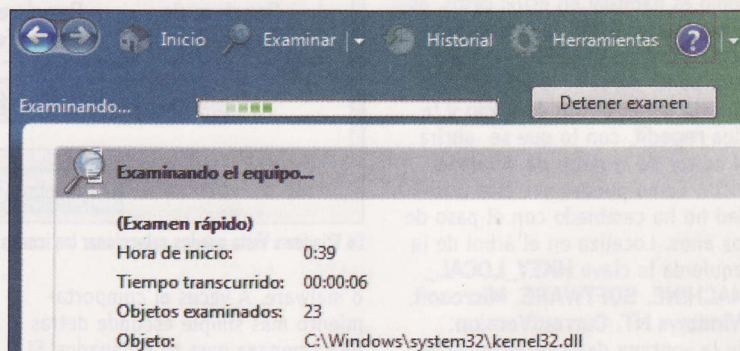 Inicio Examinar Historial Herramientas ?
Examinando... Detener examen
Examinando el equipo...
(Examen rápido)
Hora de inicio: 0:39
Tiempo transcurrido: 00:00:06
Objetos examinados: 23
Objeto: C:\Windows\system32\kernel32.dll